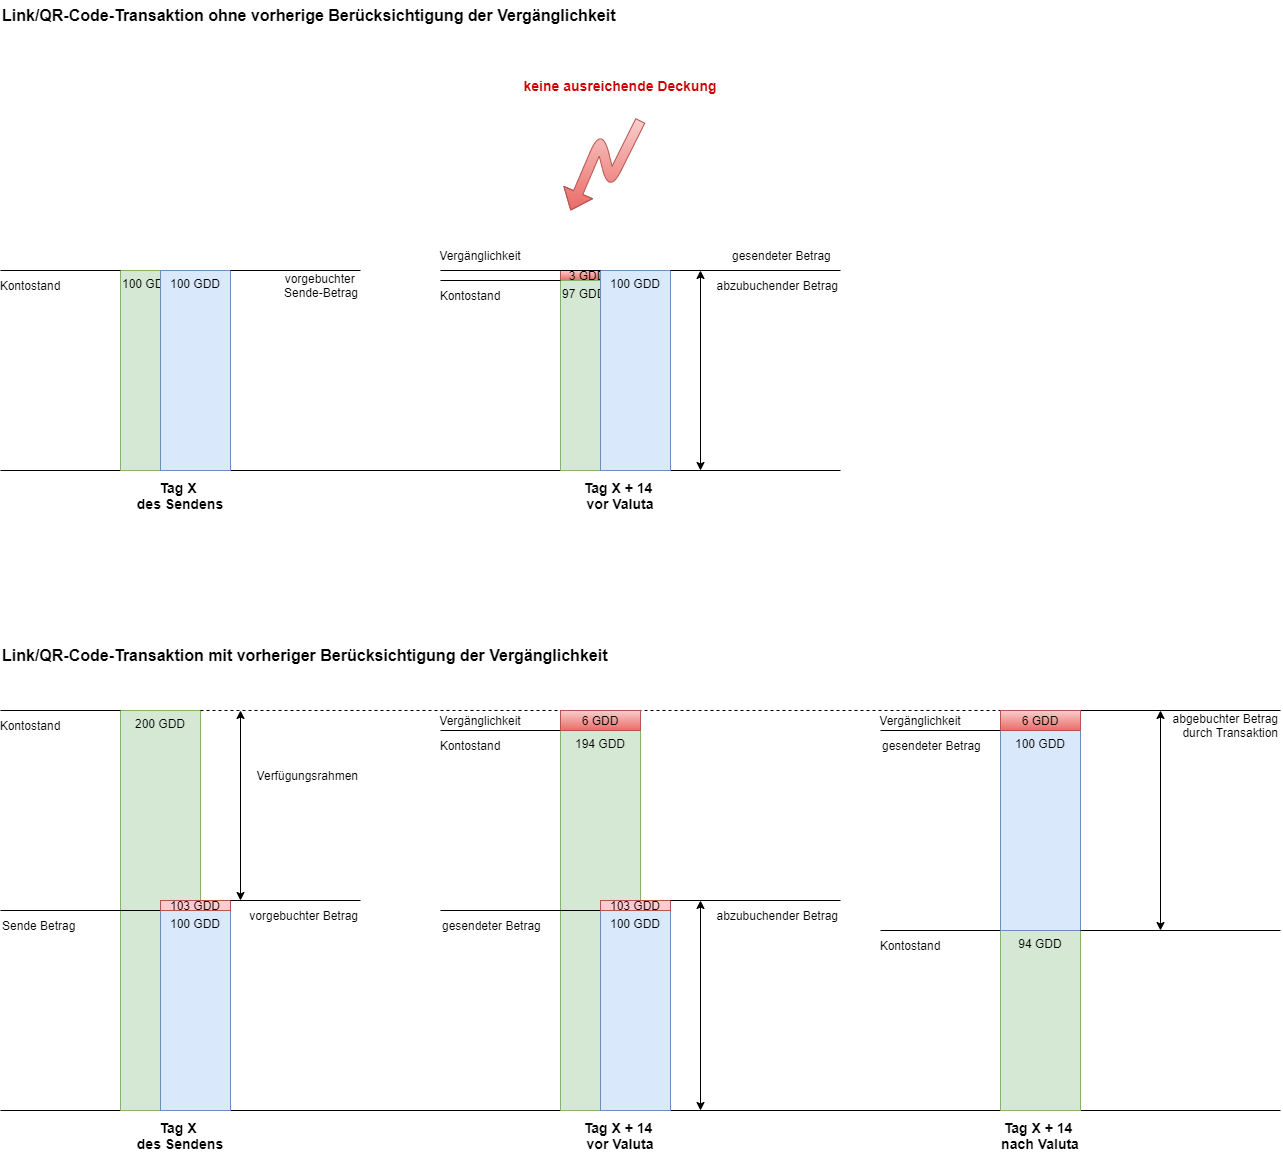 Link/QR-Code-Transaktion ohne vorherige Berücksichtigung der Vergänglichkeit
keine ausreichende Deckung
Vergänglichkeit
gesendeter Betrag
Kontostand
100 GD
100 GDD
vorgebuchter
Sende-Betrag
3 GDD
Kontostand
97 GDD
100 GDD
abzubuchender Betrag
Tag X
des Sendens
Tag X + 14
vor Valuta
Link/QR-Code-Transaktion mit vorheriger Berücksichtigung der Vergänglichkeit
Kontostand
200 GDD
Verfügungsrahmen
103 GDD
vorgebuchter Betrag
Sende Betrag
100 GDD
Vergänglichkeit
6 GDD
Kontostand
194 GDD
103 GDD
abzubuchender Betrag
gesendeter Betrag
100 GDD
Vergänglichkeit
6 GDD
abgebuchter Betrag
durch Transaktion
gesendeter Betrag
100 GDD
Kontostand
94 GDD
Tag X
des Sendens
Tag X + 14
vor Valuta
Tag X + 14
nach Valuta